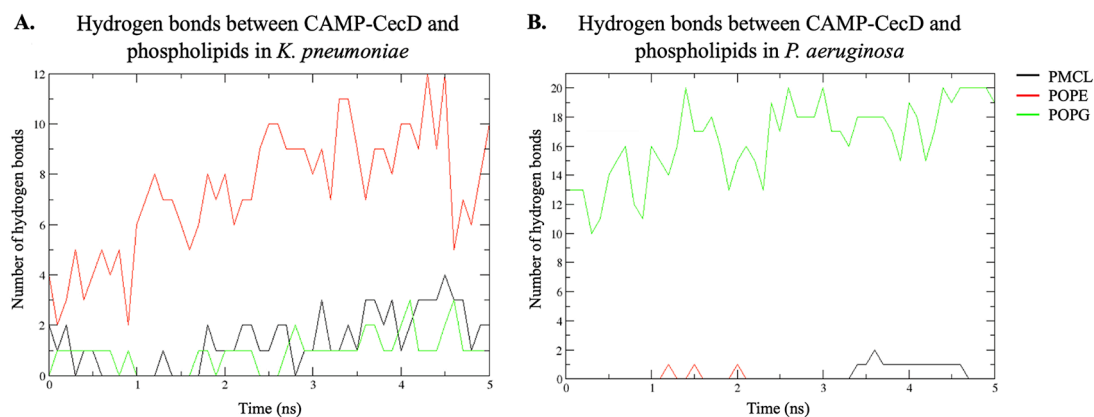 A. Hydrogen bonds between CAMP-CecD and
phospholipids in K. pneumoniae
12
10
8
6
4
2
0
Number of hydrogen bonds
0 1 2 3 4 5
Time (ns)
B. Hydrogen bonds between CAMP-CecD and
phospholipids in P. aeruginosa
20
18
16
14
12
10
8
6
4
2
0
Number of hydrogen bonds
0 1 2 3 4 5
Time (ns)
PMCL
POPE
POPG